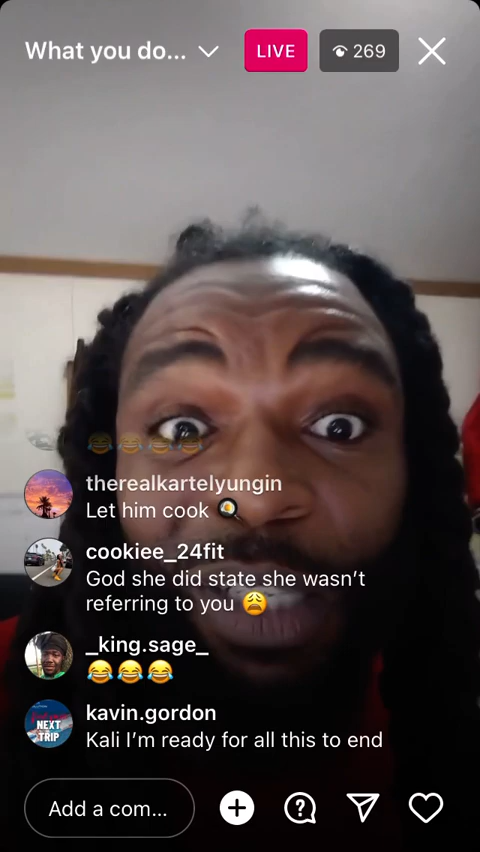 What you do...
LIVE
269
😂😂😂😂
therealkartelyungin
Let him cook 🍳
cookiee_24fit
God she did state she wasn’t
referring to you 😩
_king.sage_
😂😂😂
kavin.gordon
NEXT
TRIP
Kali I’m ready for all this to end
Add a com...